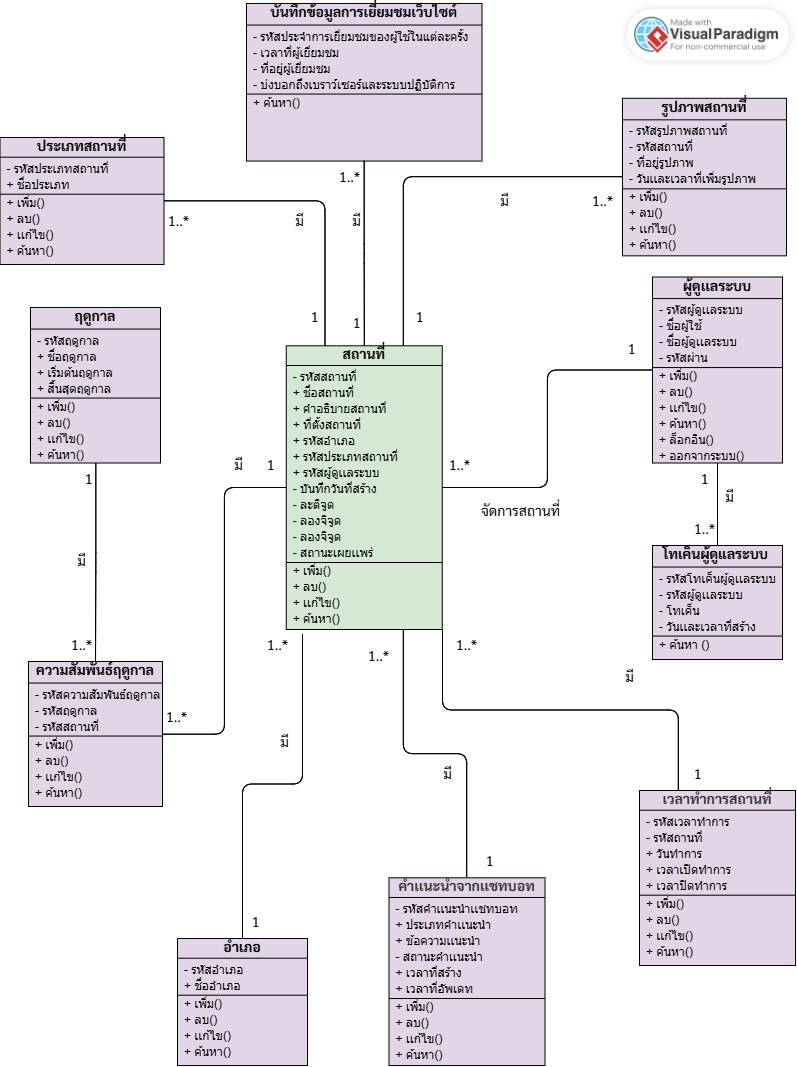 บันทึกข้อมูลการเยี่ยมชมเว็บไซต์
- รหัสประจำการเยี่ยมชมของผู้ใช้ในแต่ละครั้ง
- เวลาที่ผู้เยี่ยมชม
- ที่อยู่ผู้เยี่ยมชม
- บ่งบอกถึงเบราว์เซอร์และระบบปฏิบัติการ
+ ค้นหา()
Made with
Visual Paradigm
For non-commercial use
ประเภทสถานที่
- รหัสประเภทสถานที่
+ ชื่อประเภท
+ เพิ่ม()
+ ลบ()
+ แก้ไข()
+ ค้นหา()
รูปภาพสถานที่
- รหัสรูปภาพสถานที่
- รหัสสถานที่
- ที่อยู่รูปภาพ
- วันและเวลาที่เพิ่มรูปภาพ
+ เพิ่ม()
+ ลบ()
+ แก้ไข()
+ ค้นหา()
1..*
มี
1
1..*
มี
1
1..*
มี
1
ฤดูกาล
- รหัสฤดูกาล
+ ชื่อฤดูกาล
+ เริ่มต้นฤดูกาล
+ สิ้นสุดฤดูกาล
+ เพิ่ม()
+ ลบ()
+ แก้ไข()
+ ค้นหา()
สถานที่
- รหัสสถานที่
+ ชื่อสถานที่
+ คำอธิบายสถานที่
+ ที่ตั้งสถานที่
+ รหัสอำเภอ
+ รหัสประเภทสถานที่
+ รหัสผู้ดูแลระบบ
- บันทึกวันที่สร้าง
- ละติจูด
- ลองจิจูด
- ลองจิจูด
- สถานะเผยแพร่
+ เพิ่ม()
+ ลบ()
+ แก้ไข()
+ ค้นหา()
ผู้ดูแลระบบ
- รหัสผู้ดูแลระบบ
- ชื่อผู้ใช้
- ชื่อผู้ดูแลระบบ
- รหัสผ่าน
+ เพิ่ม()
+ ลบ()
+ แก้ไข()
+ ค้นหา()
+ ล็อกอิน()
+ ออกจากระบบ()
1
1..*
จัดการสถานที่
มี
1
1..*
1
มี
1..*
1
มี
1..*
โทเค็นผู้ดูแลระบบ
- รหัสโทเค็นผู้ดูแลระบบ
- รหัสผู้ดูแลระบบ
- โทเค็น
- วันและเวลาที่สร้าง
+ ค้นหา ()
ความสัมพันธ์ฤดูกาล
- รหัสความสัมพันธ์ฤดูกาล
- รหัสฤดูกาล
- รหัสสถานที่
+ เพิ่ม()
+ ลบ()
+ แก้ไข()
+ ค้นหา()
1..*
มี
1
1..*
มี
1
1..*
มี
1
เวลาทำการสถานที่
- รหัสเวลาทำการ
- รหัสถานที่
+ วันทำการ
+ เวลาเปิดทำการ
+ เวลาปิดทำการ
+ เพิ่ม()
+ ลบ()
+ แก้ไข()
+ ค้นหา()
คำแนะนำจากแชทบอท
- รหัสคำแนะนำแชทบอท
+ ประเภทคำแนะนำ
+ ข้อความแนะนำ
- สถานะคำแนะนำ
+ เวลาที่สร้าง
+ เวลาที่อัพเดท
+ เพิ่ม()
+ ลบ()
+ แก้ไข()
+ ค้นหา()
อำเภอ
- รหัสอำเภอ
+ ชื่ออำเภอ
+ เพิ่ม()
+ ลบ()
+ แก้ไข()
+ ค้นหา()